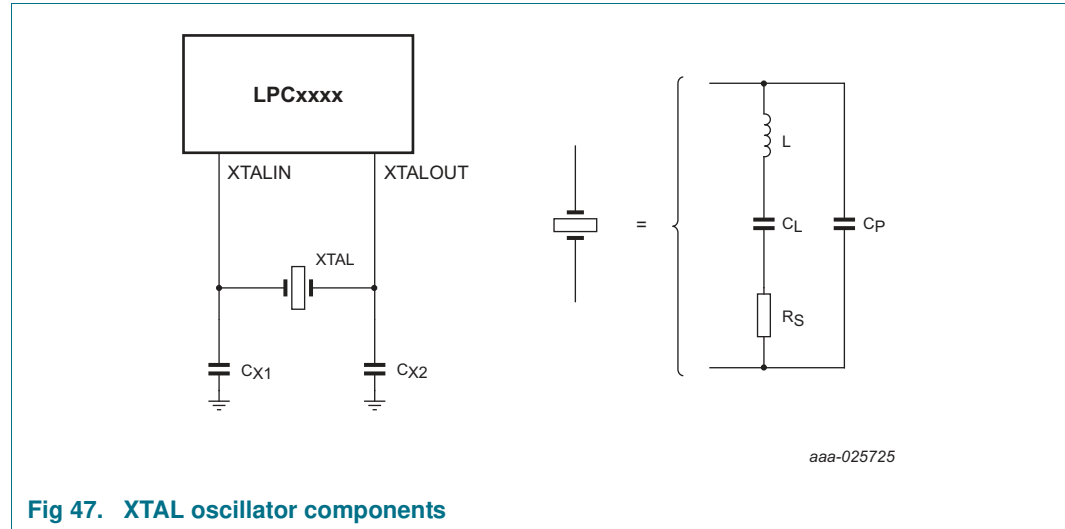 LPCxxxx
XTALIN
XTALOUT
XTAL
CX1
CX2
=
L
CL
CP
RS
aaa-025725
Fig 47. XTAL oscillator components